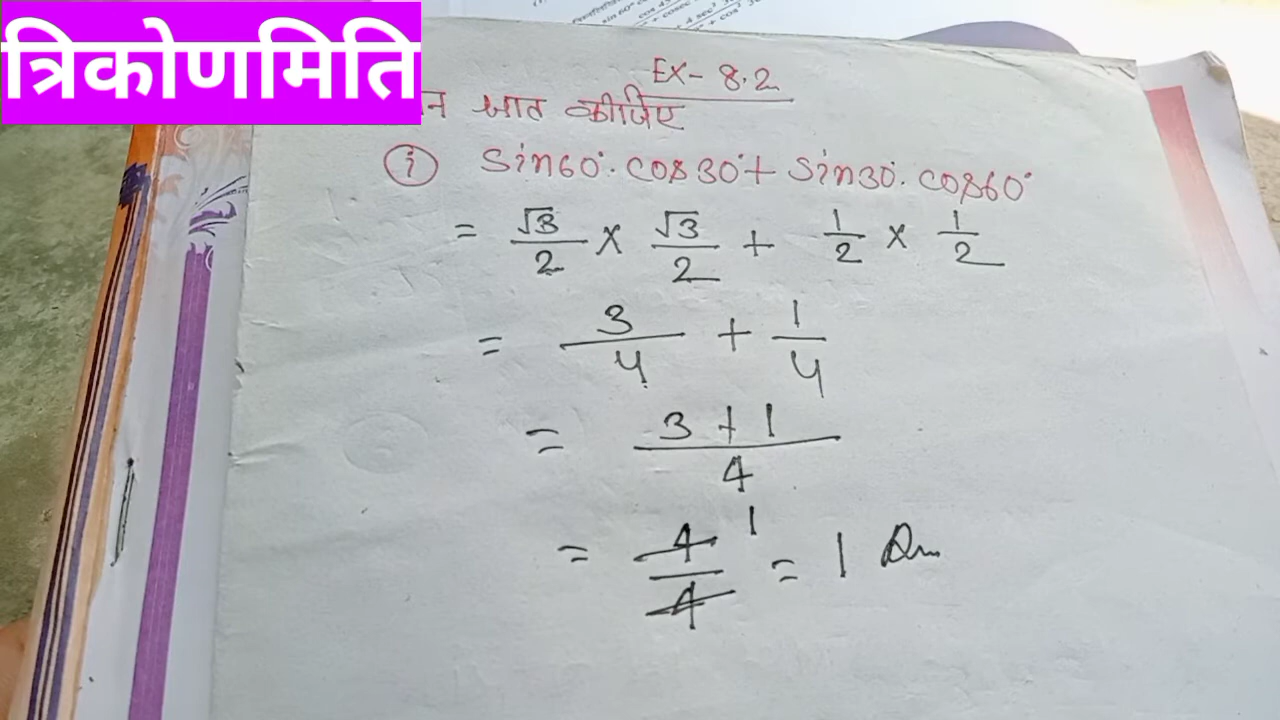 त्रिकोणमिति
EX- 8.2
न ज्ञात कीजिए
(i) Sin60°. cos30° + Sin30°. cos60°
= √3/2 × √3/2 + 1/2 × 1/2
= 3/4 + 1/4
= 3 + 1/4
= 4/4 1 = 1 Ans